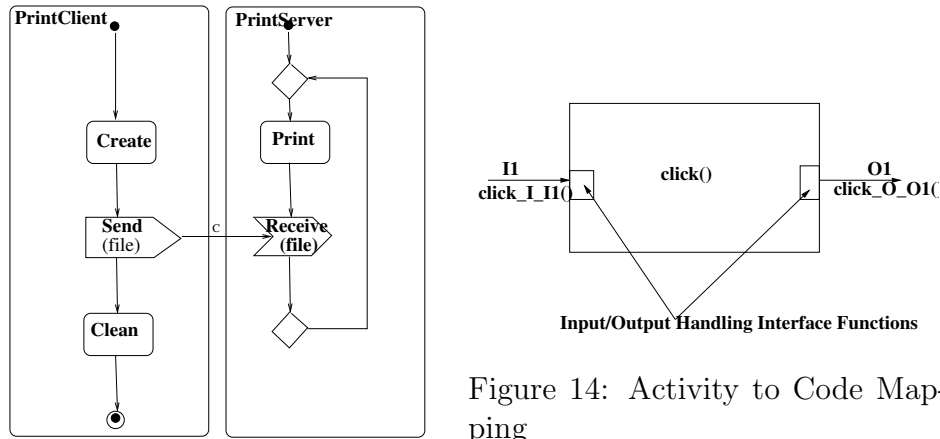 PrintClient
Create
Send
(file)
Clean
C
PrintServer
Print
Receive
(file)
I1
click_I_I1()
click()
O1
click_O_O1()
Input/Output Handling Interface Functions
Figure 14: Activity to Code Map-
ping